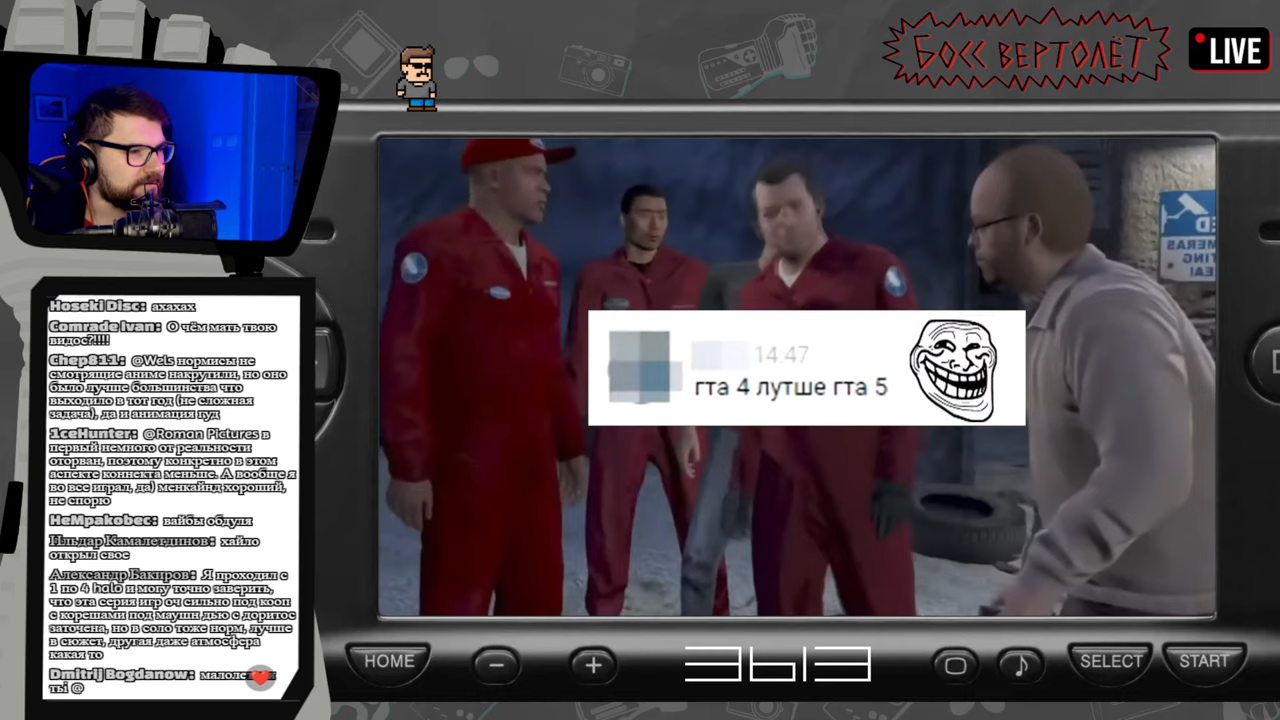 БОСС ВЕРТОЛЁТ
LIVE
14:47
гта 4 лутше гта 5
Hoseki Disc: ахахах
Comrade Ivan: О чём мать твою
видос?!!!!
Chep811: @Wels нормисы не
смотрящие аниме накрутили, но оно
было лучше большинства что
выходило в тот год (не сложная
задача), да и анимация гуд
1ceHunter: @Roman Pictures в
первый немного от реальности
оторван, поэтому конкретно в этом
аспекте коннекта меньше. А вообще я
во все играл, да) менкайнд хороший,
не спорю
HeMpakobec: вайбы обдуля
Ильдар Камалетдинов: хайло
открыл свое
Александр Бакиров: Я проходил с
1 по 4 halo и могу точно заверить,
что эта серия игр оч сильно под кооп
с корешами под маунн дью с доритос
заточена, но в соло тоже норм, лучше
в сюжет, другая даже атмосфера
какая то
Dmitrij Bogdanow:
ты @
HOME
SELECT
START